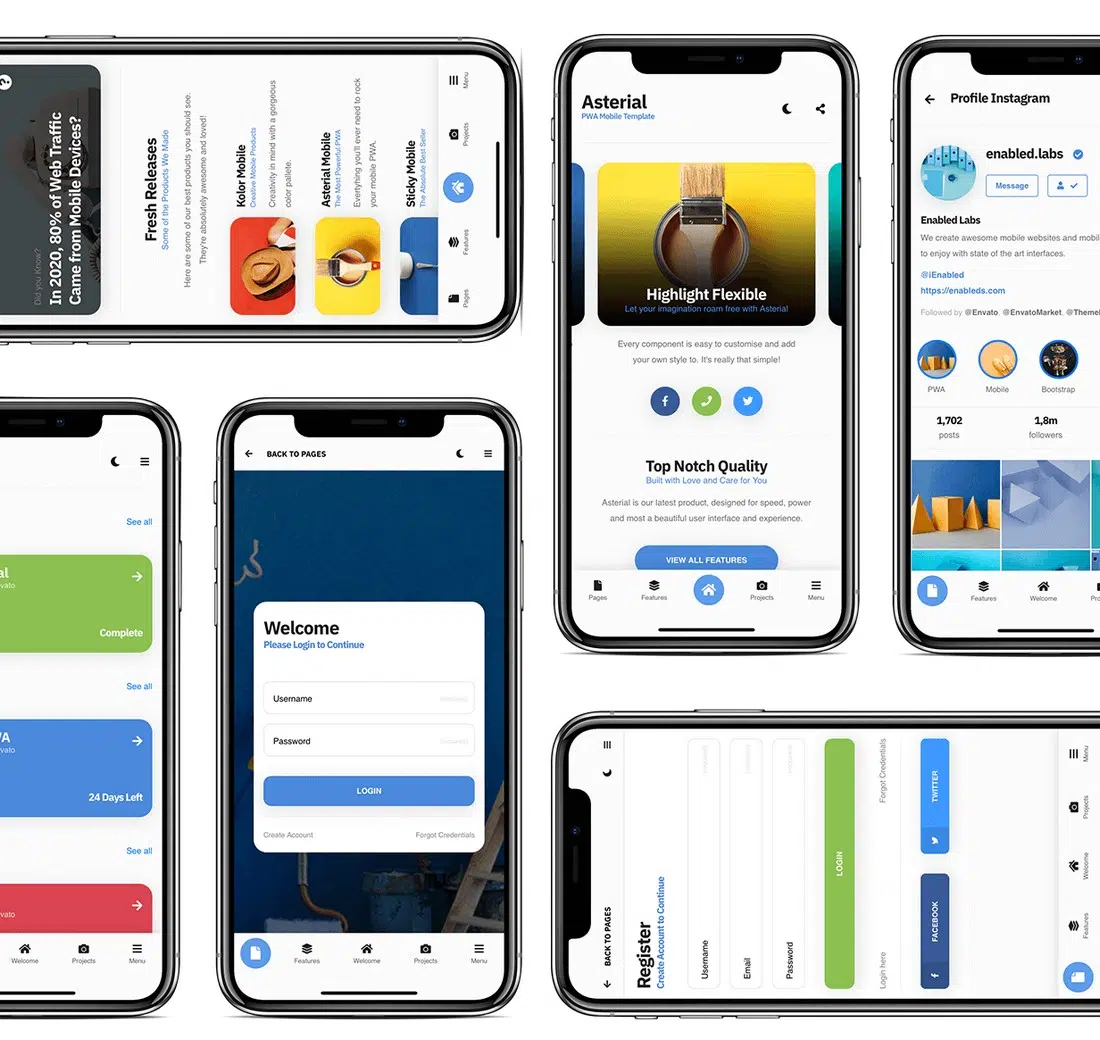 Did you Know?
In 2020, 80% of Web Traffic
Came from Mobile Devices?
Fresh Releases
Some of the Products We Made
Here are some of our best products you should see.
They're absolutely awesome and loved!
Kolor Mobile
Creative Mobile Products
Creativity in mind with a gorgeous
color pallete.
Asterial Mobile
The Most Powerful PWA
Everything you'll ever need to rock
your mobile PWA.
Sticky Mobile
The Absolute Best Seller
Pages
Features
Projects
Menu
Asterial
PWA Mobile Template
Highlight Flexible
Let your imagination roam free with Asterial
Every component is easy to customise and add
your own style to. It's really that simple!
Top Notch Quality
Built with Love and Care for You
Asterial is our latest product, designed for speed, power
and most a beautiful user interface and experience.
VIEW ALL FEATURES
Pages
Features
Projects
Menu
Profile Instagram
enabled.labs
Message
Enabled Labs
We create awesome mobile websites and mobil
to enjoy with state of the art interfaces.
@iEnabled
https://enableds.com
Followed by @Envato, @EnvatoMarket, @Theme
PWA
Mobile
Bootstrap
1,702
posts
1,8m
followers
Features
Welcome
Pro
See all
al
vato
Complete
See all
VA
vato
24 Days Left
See all
vato
Welcome
Projects
Menu
BACK TO PAGES
Welcome
Please Login to Continue
Username
Password
LOGIN
Create Account
Forgot Credentials
Features
Welcome
Projects
Menu
BACK TO PAGES
Register
Create Account to Continue
Username
Email
Password
LOGIN
Login here
Forgot Credentials
FACEBOOK
TWITTER
Features
Welcome
Projects
Menu